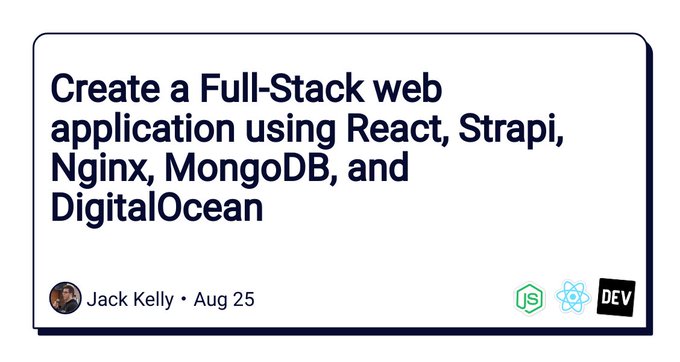 Create a Full-Stack web
application using React, Strapi,
Nginx, MongoDB, and
DigitalOcean
Jack Kelly • Aug 25
JS
DEV